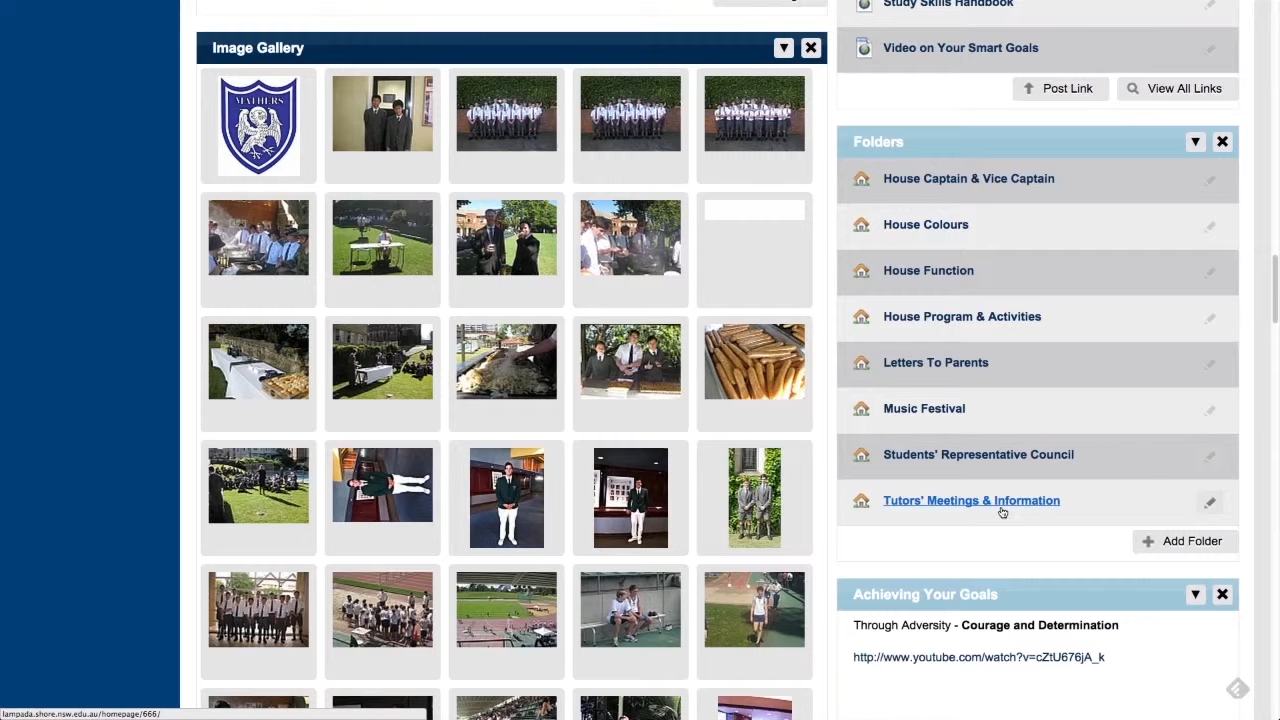 Study Skills Handbook
Image Gallery
Video on Your Smart Goals
Post Link
View All Links
MATHERS
Folders
House Captain & Vice Captain
House Colours
House Function
House Program & Activities
Letters To Parents
Music Festival
Students' Representative Council
Tutors' Meetings & Information
Add Folder
Achieving Your Goals
Through Adversity - Courage and Determination
http://www.youtube.com/watch?v=cZtU676jA_k
lampada.shore.nsw.edu.au/homepage/666/